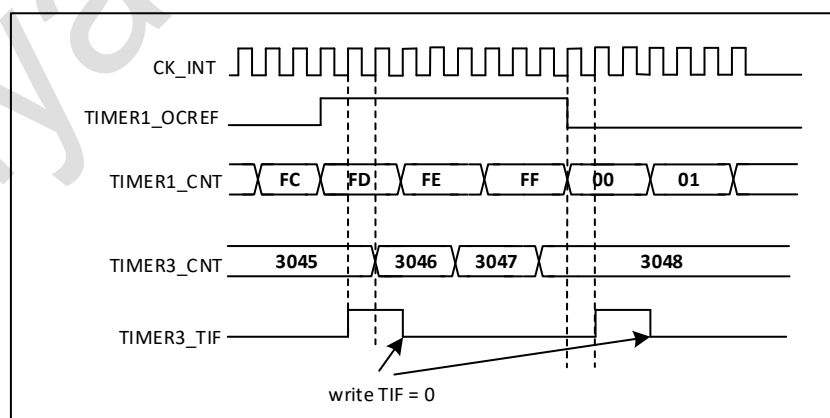 CK_INT
TIMER1_OCREF
TIMER1_CNT FC FD FE FF 00 01
TIMER3_CNT 3045 3046 3047 3048
TIMER3_TIF
write TIF = 0